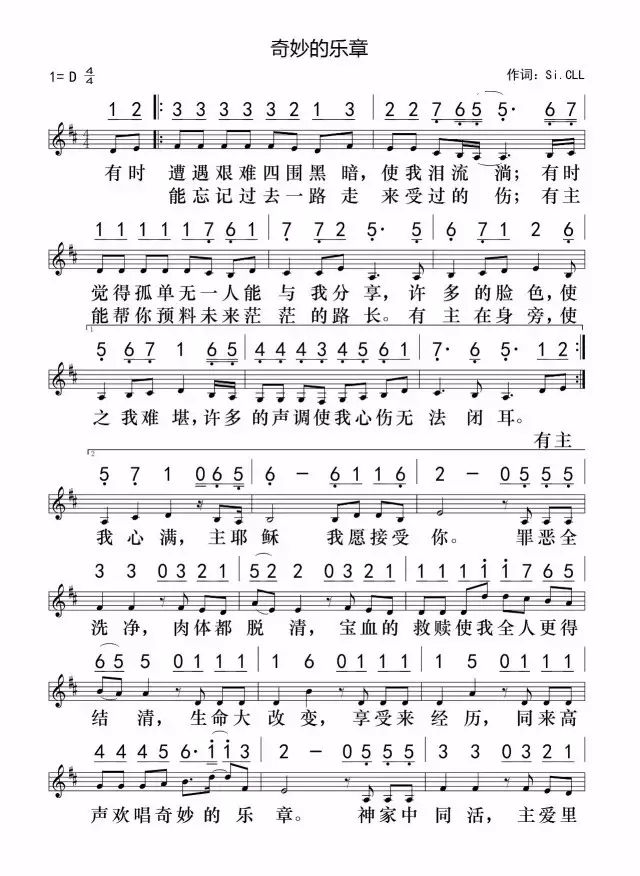 奇妙的乐章
1= D 4/4
作词: Si.CLL
1 2 3 3 3 3 3 2 1 3 2 2 7 6 5 5· 6 7
有时 遭遇艰难四围黑 暗，使我泪流 淌；有时
能忘记过去一路走 来受过的 伤；有主
1 1 1 1 1 7 6 1 7 7 2 5· 5 6 7 1 2 6
觉得孤单无一人能 与 我分享，许 多的脸色，使
能帮你预料未来茫 茫 的路长。有 主在身旁，使
1
5 6 7 1 6 5 4 4 4 3 4 5 6 1 7· 6 5· 1 2
之我难 堪，许多 的声调使我心伤无 法 闭耳。
有主
2
5 7 1 0 6 5 6 - 6 1 1 6 2 - 0 5 5 5
我 心 满，主耶 稣 我愿接受 你。 罪恶全
3 3 0 3 2 1 5 2 2 0 3 2 1 1 1 1 1 1 7 6 5
洗 净，肉体都 脱 清，宝血的 救赎使我全人更得
6 5 5 0 1 1 1 1 5 0 1 1 1 1 5 0 1 1 1
结 清，生命大 改 变，享受来 经 历，同来高
4 4 4 5 6· 1 1 3 2 - 0 5 5 5 3 3 0 3 2 1
声欢唱奇妙的 乐 章。 神家中 同 活，主爱里